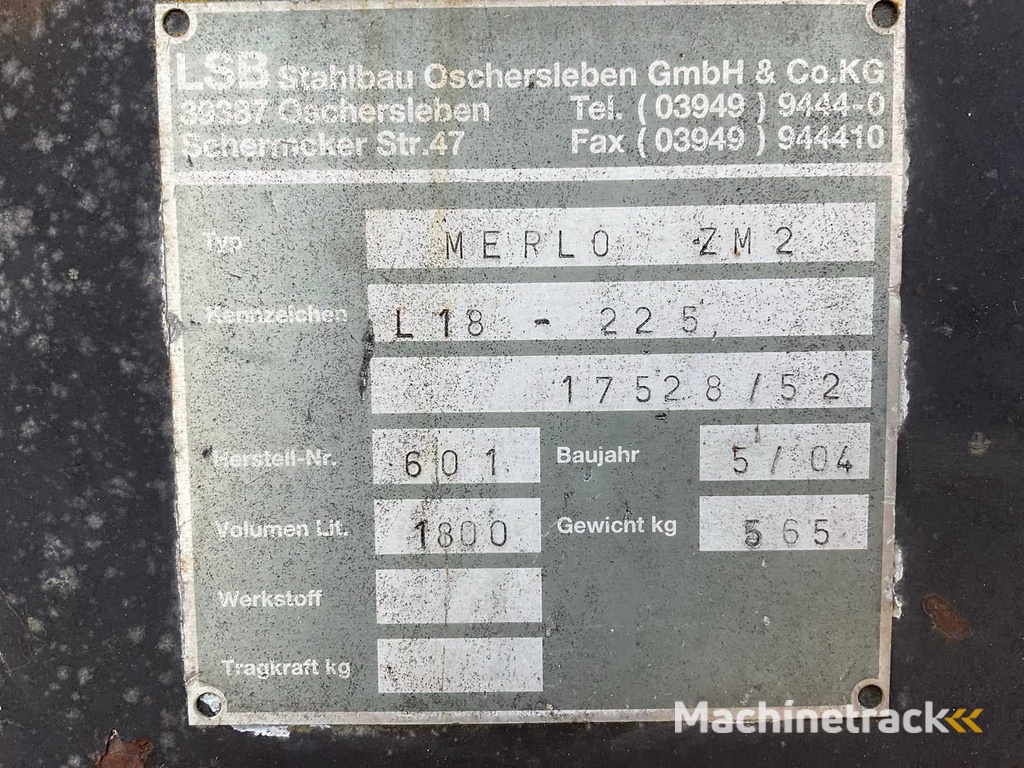 LSB Stahlbau Oschersleben GmbH & Co.KG
39387 Oschersleben Tel. ( 03949 ) 9444-0
Schermcker Str.47 Fax ( 03949 ) 944410
Typ MERLO ZM2
Kennzeichen L18 - 225,
17528/52
Herstell-Nr. 601 Baujahr 5/04
Volumen Lit. 1800 Gewicht kg 565
Werkstoff
Tragkraft kg
Machinetrack